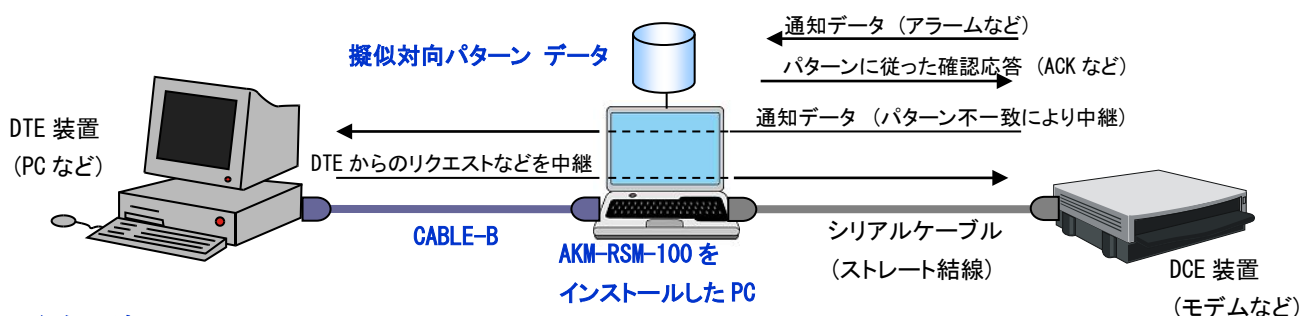 通知データ（アラームなど）
擬似対向パターン データ
パターンに従った確認応答（ACK など）
通知データ（パターン不一致により中継）
DTE 装置
（PC など）
DTE からのリクエストなどを中継
CABLE-B
AKM-RSM-100 を
インストールした PC
シリアルケーブル
（ストレート結線）
DCE 装置
（モデムなど）